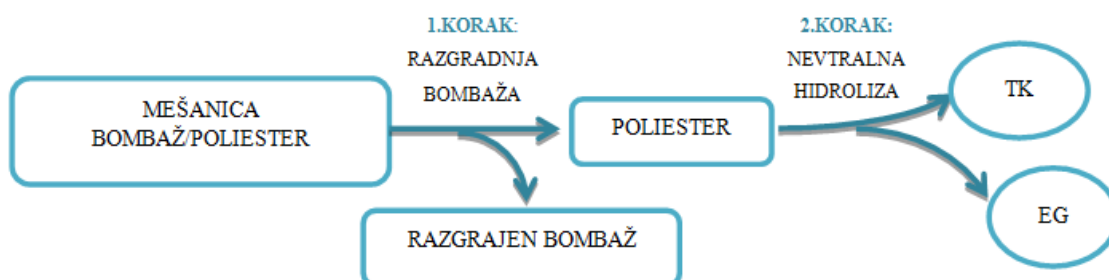 1.KORAK:
RAZGRADNJA
BOMBAŽA
2.KORAK:
NEVTRALNA
HIDROLIZA
MEŠANICA
BOMBAŽ/POLIESTER
POLIESTER
TK
RAZGRAJEN BOMBAŽ
EG